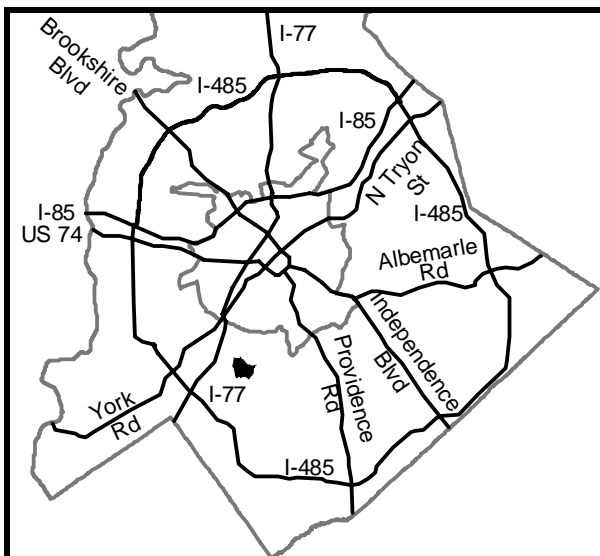 I-77
Brookshire
Blvd
I-485
I-85
N Tryon
St
I-85
I-485
US 74
Albemarle
Rd
Independence
Blvd
Providence
Rd
York
Rd
I-77
I-485